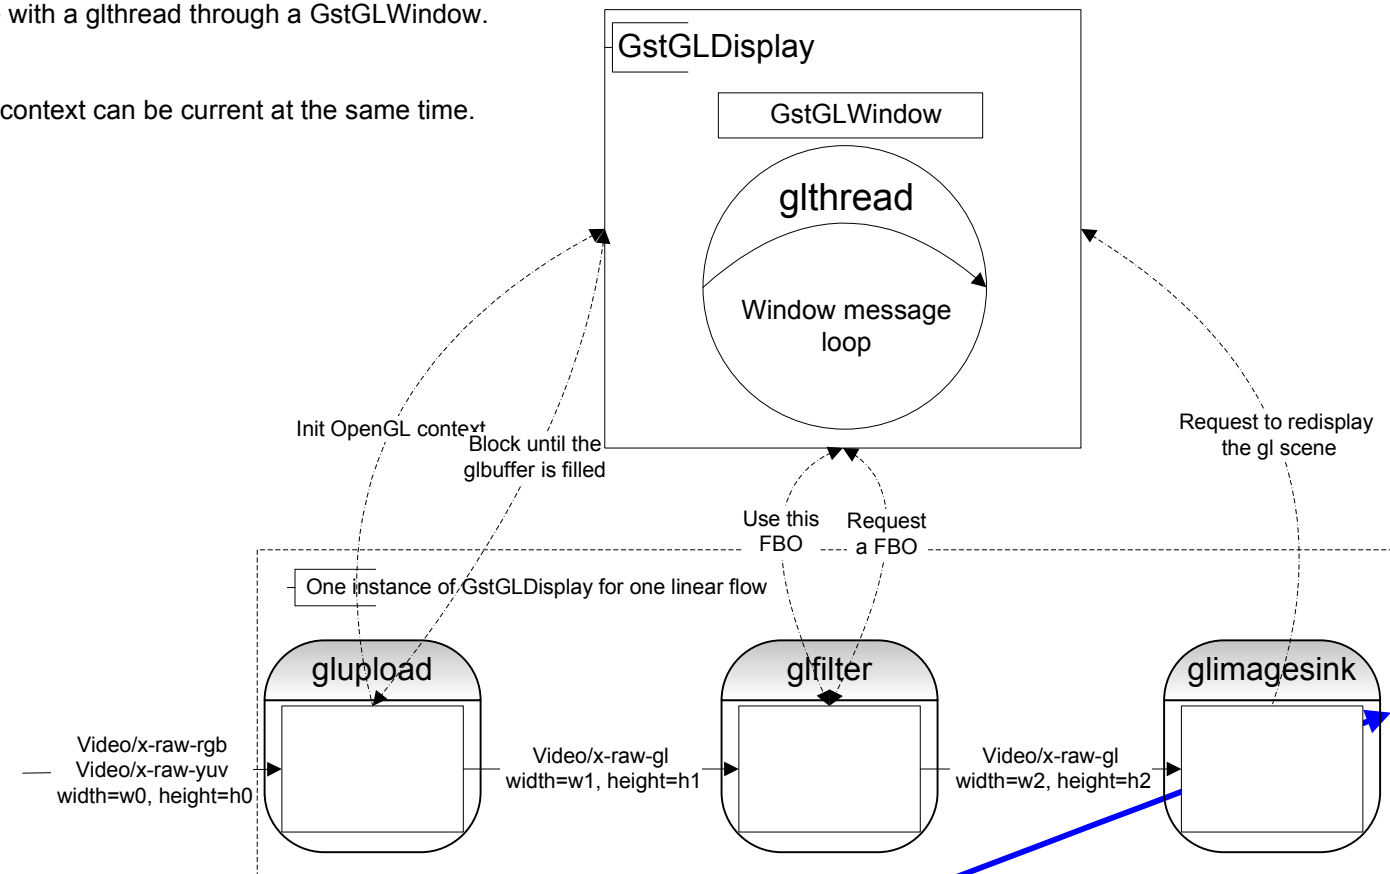 with a glthread through a GstGLWindow.
context can be current at the same time.
GstGLDisplay
GstGLWindow
glthread
Window message
loop
Init OpenGL context
Block until the
glbuffer is filled
Request to redisplay
the gl scene
Use this
FBO
Request
a FBO
One instance of GstGLDisplay for one linear flow
glupload
glfilter
glimagesink
Video/x-raw-rgb
Video/x-raw-yuv
width=w0, height=h0
Video/x-raw-gl
width=w1, height=h1
Video/x-raw-gl
width=w2, height=h2